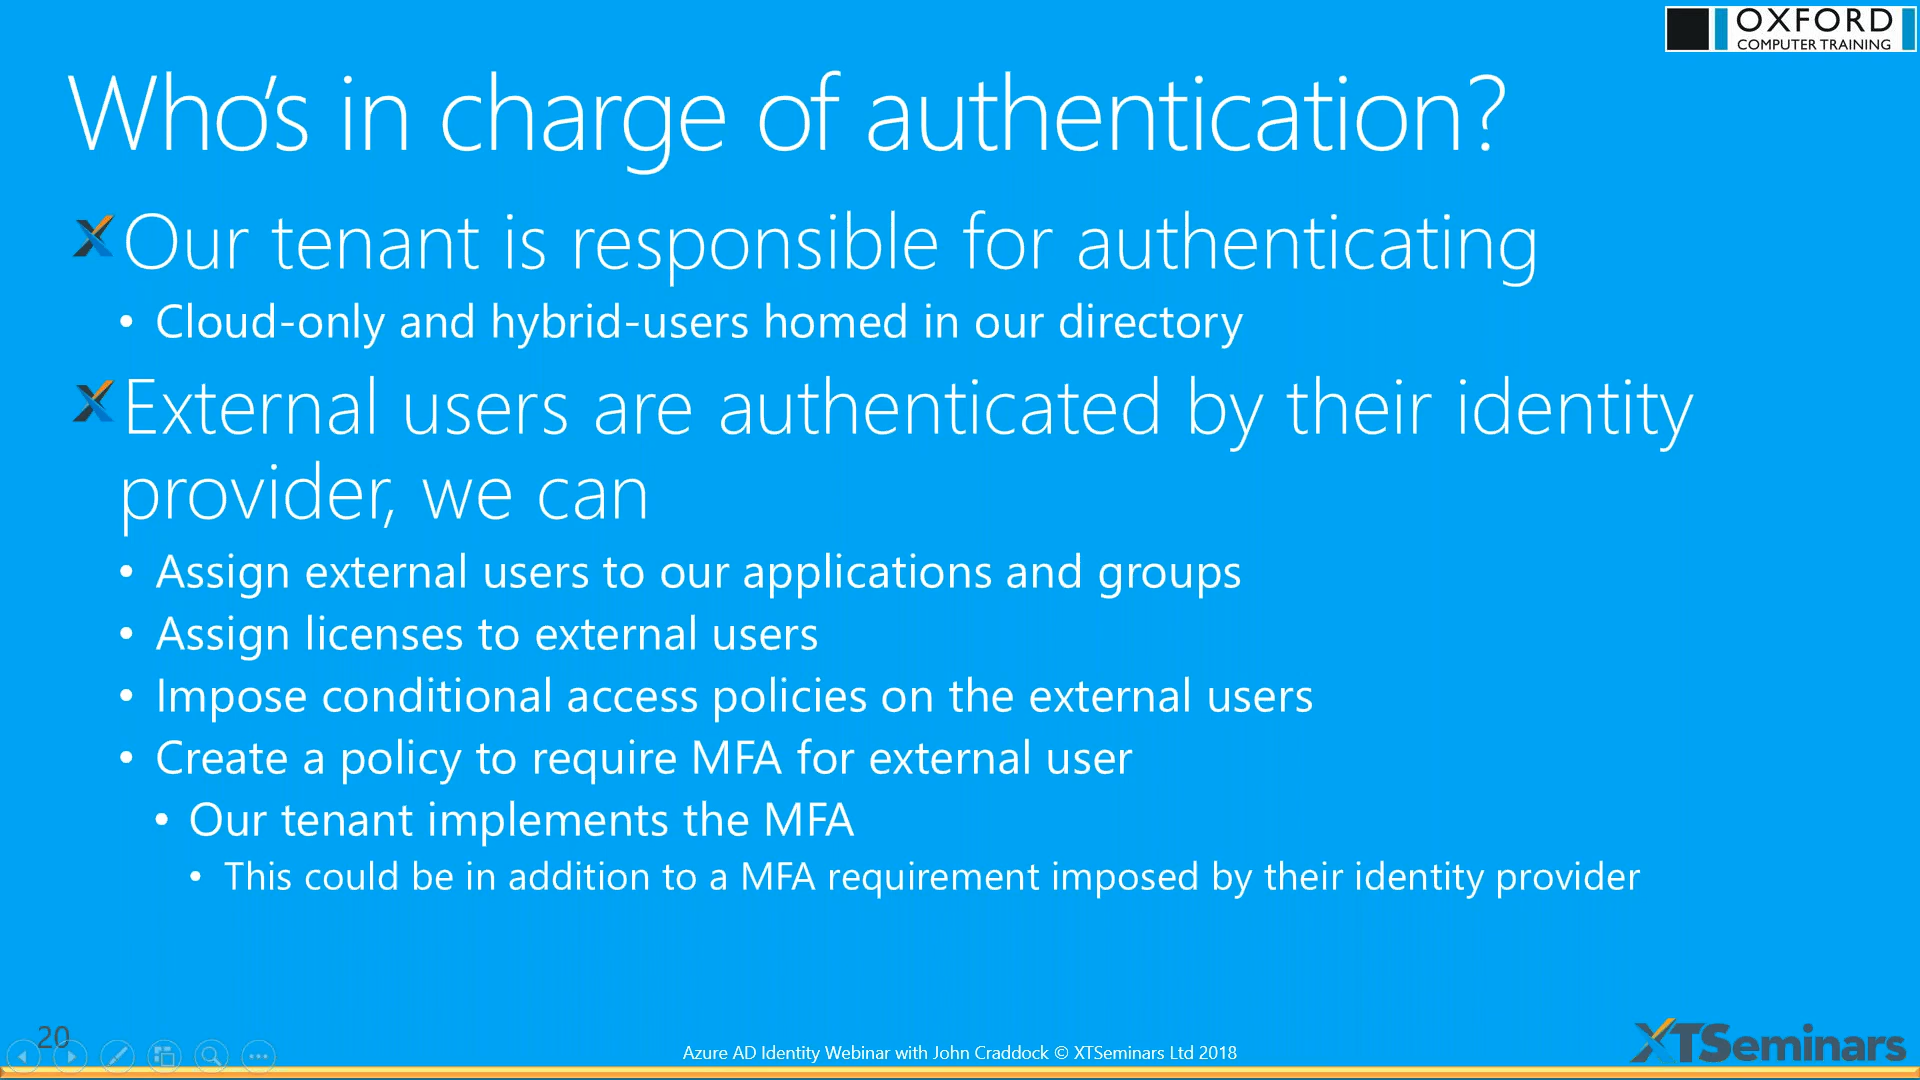 OXFORD
COMPUTER TRAINING
Who's in charge of authentication?
Our tenant is responsible for authenticating
• Cloud-only and hybrid-users homed in our directory
External users are authenticated by their identity
provider, we can
• Assign external users to our applications and groups
• Assign licenses to external users
• Impose conditional access policies on the external users
• Create a policy to require MFA for external user
• Our tenant implements the MFA
• This could be in addition to a MFA requirement imposed by their identity provider
20
Azure AD Identity Webinar with John Craddock © XTSeminars Ltd 2018
XTSeminars